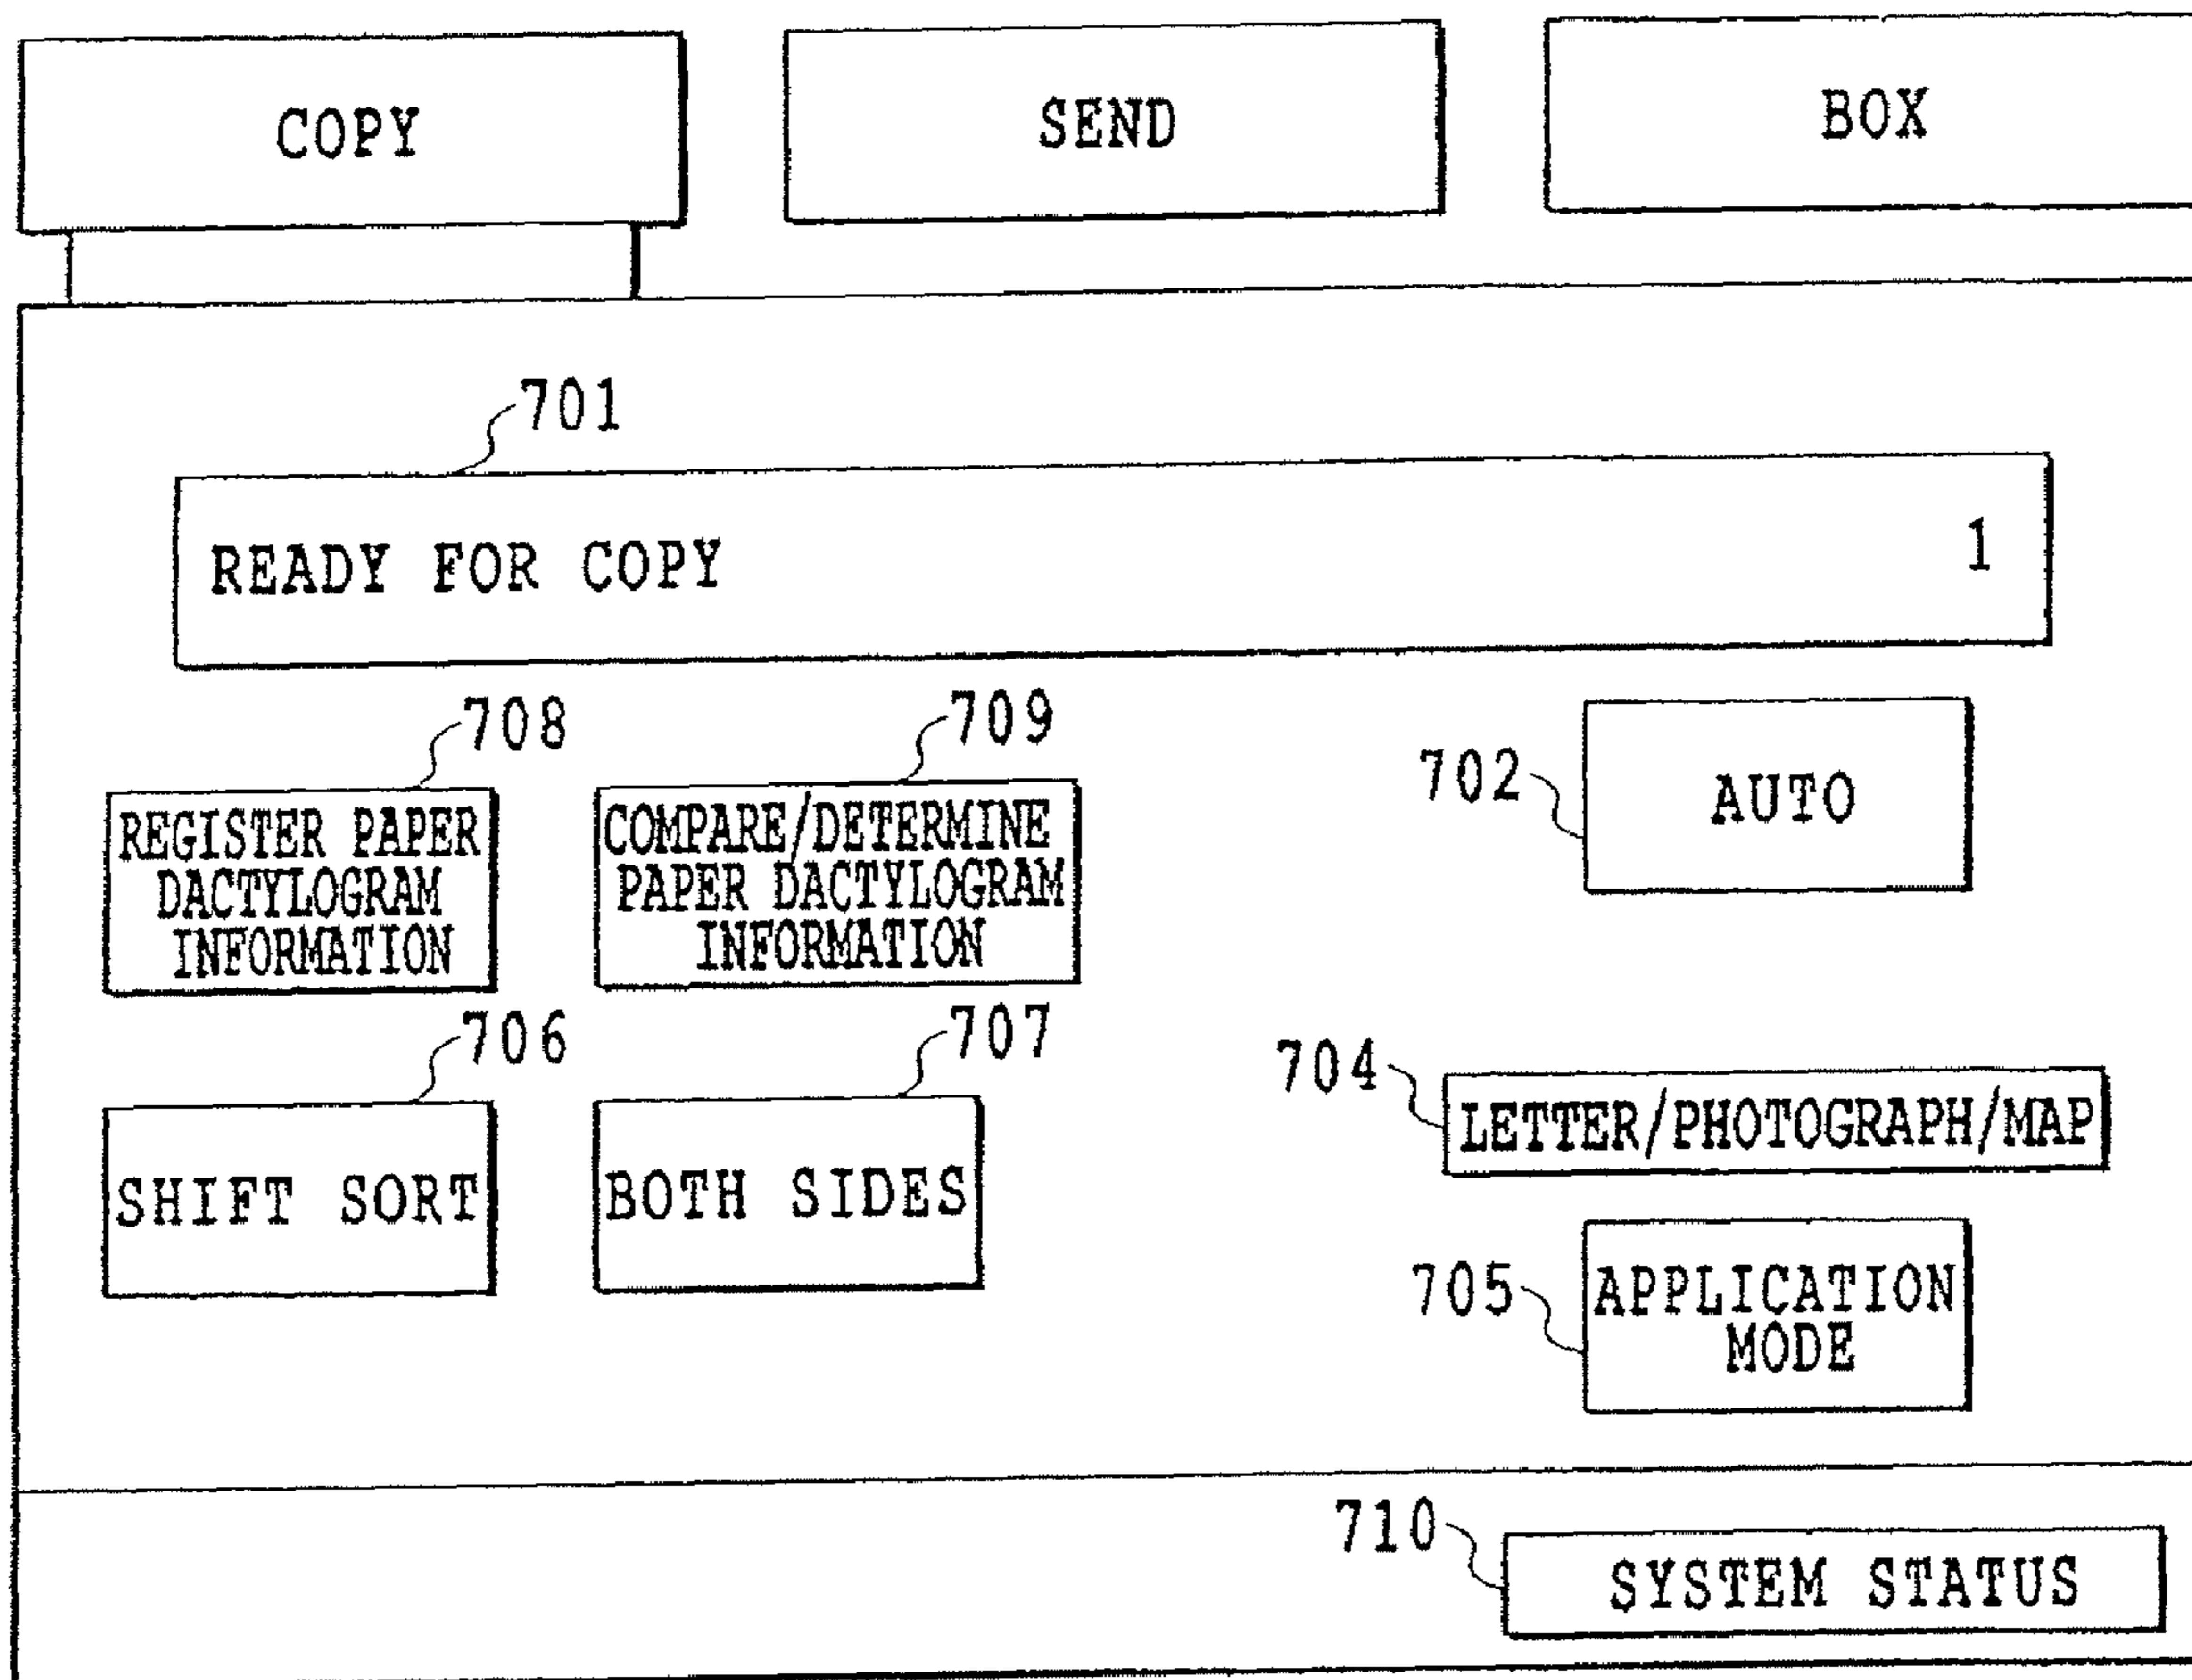 COPY
SEND
BOX
701
READY FOR COPY 1
708
709
REGISTER PAPER
DACTYLOGRAM
INFORMATION
COMPARE/DETERMINE
PAPER DACTYLOGRAM
INFORMATION
702
AUTO
706
707
SHIFT SORT
BOTH SIDES
704
LETTER/PHOTOGRAPH/MAP
705
APPLICATION
MODE
710
SYSTEM STATUS